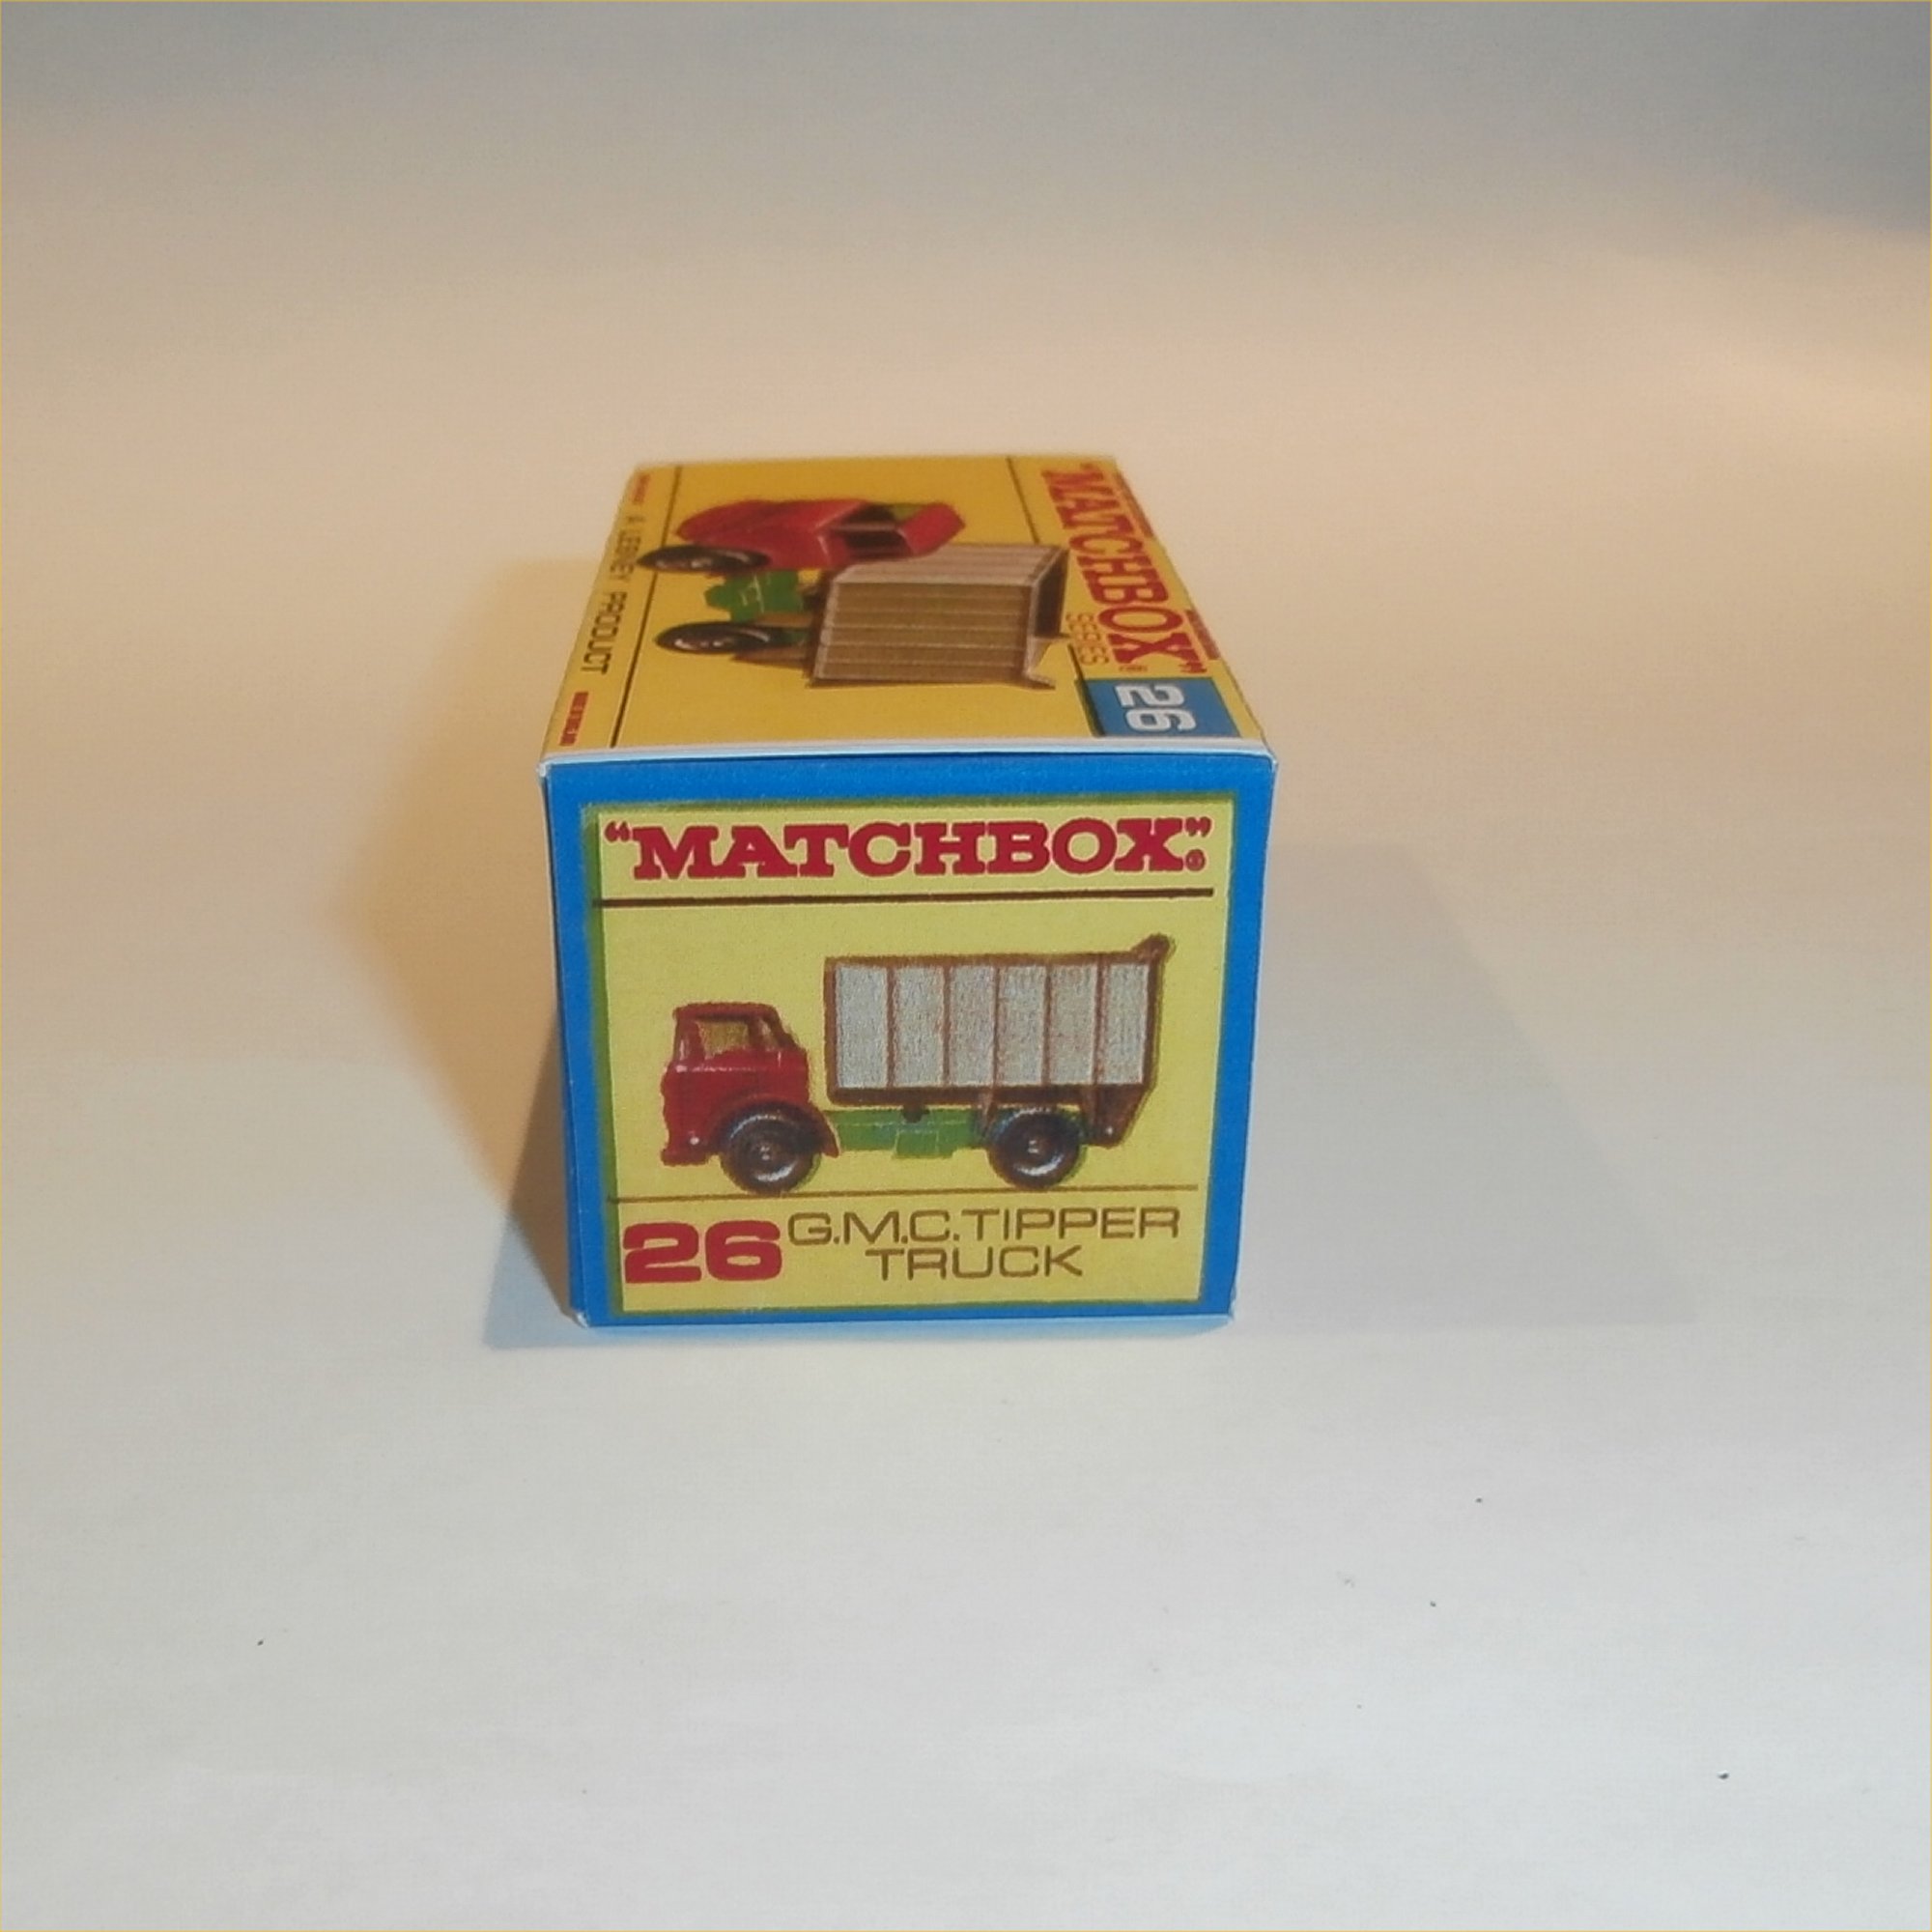 "MATCHBOX"®
SERIES
26
A LESNEY PRODUCT
"MATCHBOX"®
26 G.M.C. TIPPER
TRUCK